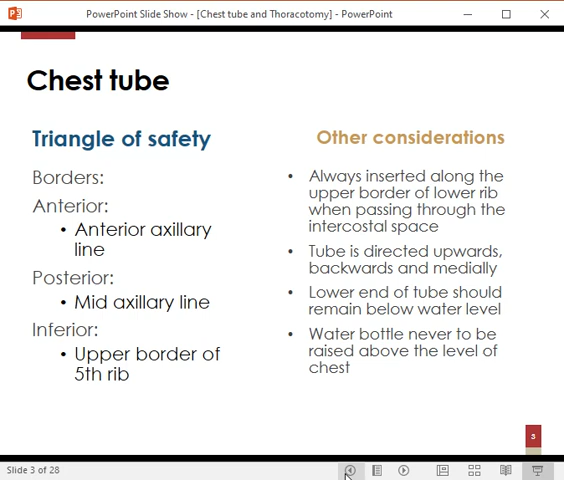 PowerPoint Slide Show - [Chest tube and Thoracotomy] - PowerPoint
Chest tube
Triangle of safety
Borders:
Anterior:
• Anterior axillary
line
Posterior:
• Mid axillary line
Inferior:
• Upper border of
5th rib
Other considerations
• Always inserted along the
upper border of lower rib
when passing through the
intercostal space
• Tube is directed upwards,
backwards and medially
• Lower end of tube should
remain below water level
• Water bottle never to be
raised above the level of
chest
3
Slide 3 of 28